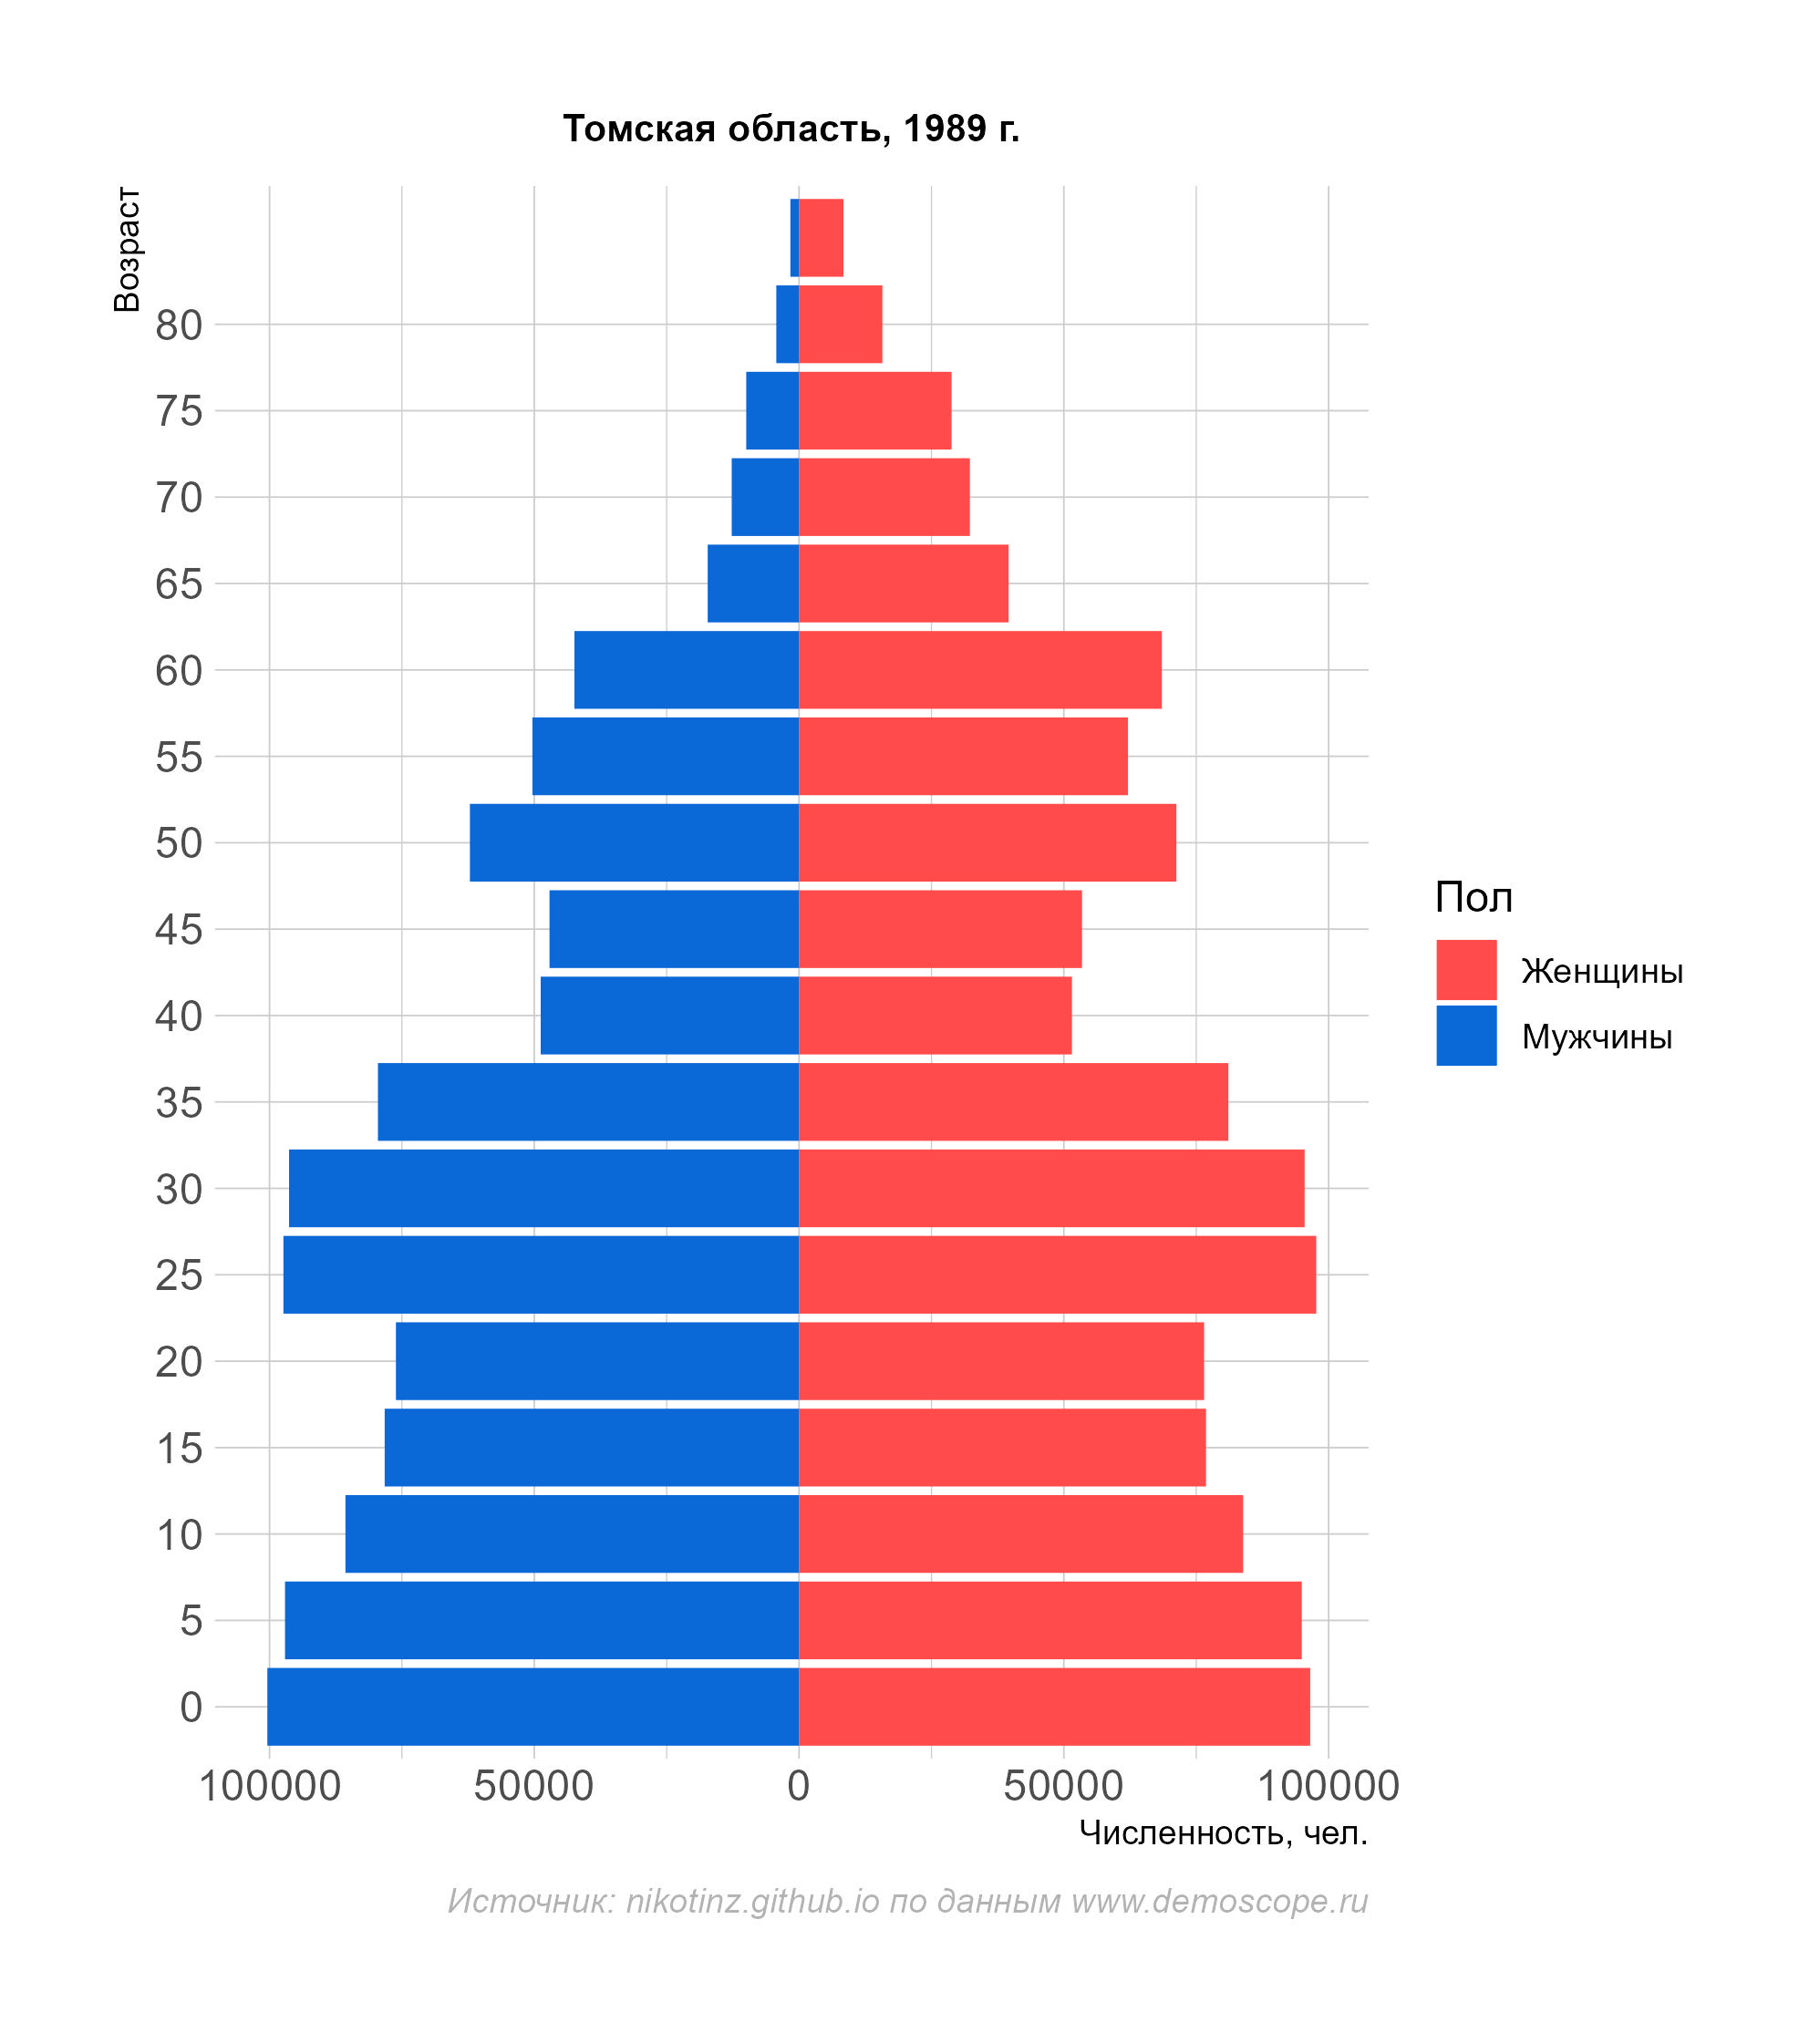 Томская область, 1989 г.
Возраст
80
75
70
65
60
55
50
45
40
35
30
25
20
15
10
5
0
100000 50000 0 50000 100000
Численность, чел.
Пол
Женщины
Мужчины
Источник: nikotinz.github.io по данным www.demoscope.ru